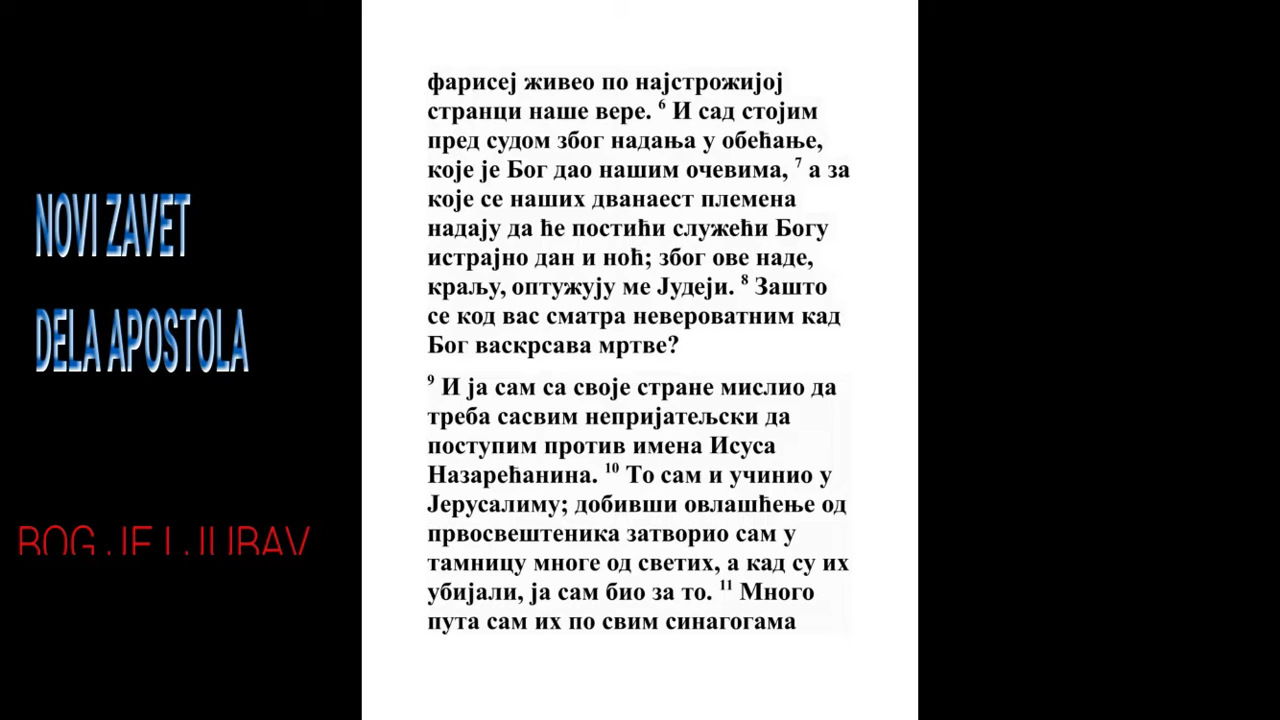 NOVI ZAVET
DELA APOSTOLA
BOG JE LJUBAV
фарисеј живео по најстрожијој
странци наше вере. 6 И сад стојим
пред судом због надања у обећање,
које је Бог дао нашим очевима, 7 а за
које се наших дванаест племена
надају да ће постићи служећи Богу
истрајно дан и ноћ; због ове наде,
краљу, оптужују ме Јудеји. 8 Зашто
се код вас сматра невероватним кад
Бог васкрсава мртве?
9 И ја сам са своје стране мислио да
треба сасвим непријатељски да
поступим против имена Исуса
Назарећанина. 10 То сам и учинио у
Јерусалиму; добивши овлашћење од
првосвештеника затворио сам у
тамницу многе од светих, а кад су их
убијали, ја сам био за то. 11 Много
пута сам их по свим синагогама